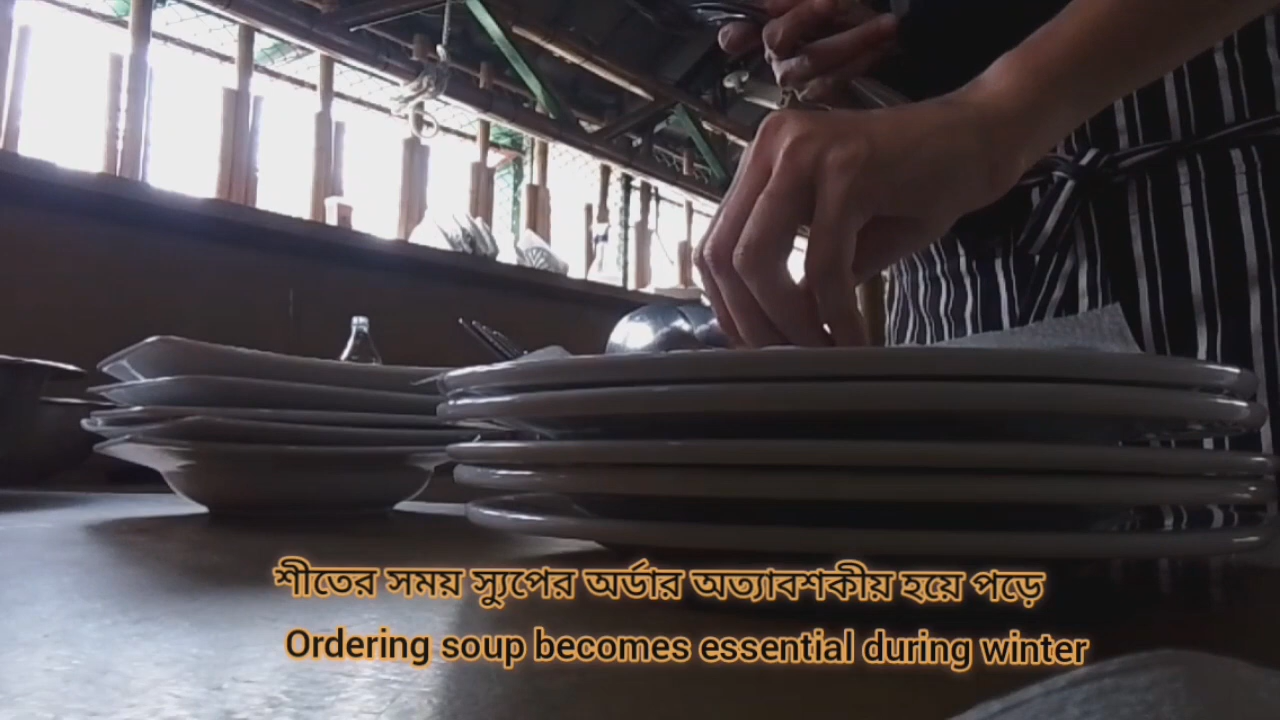 শীতের সময় স্যুপের অর্ডার অত্যাবশকীয় হয়ে পড়ে
Ordering soup becomes essential during winter